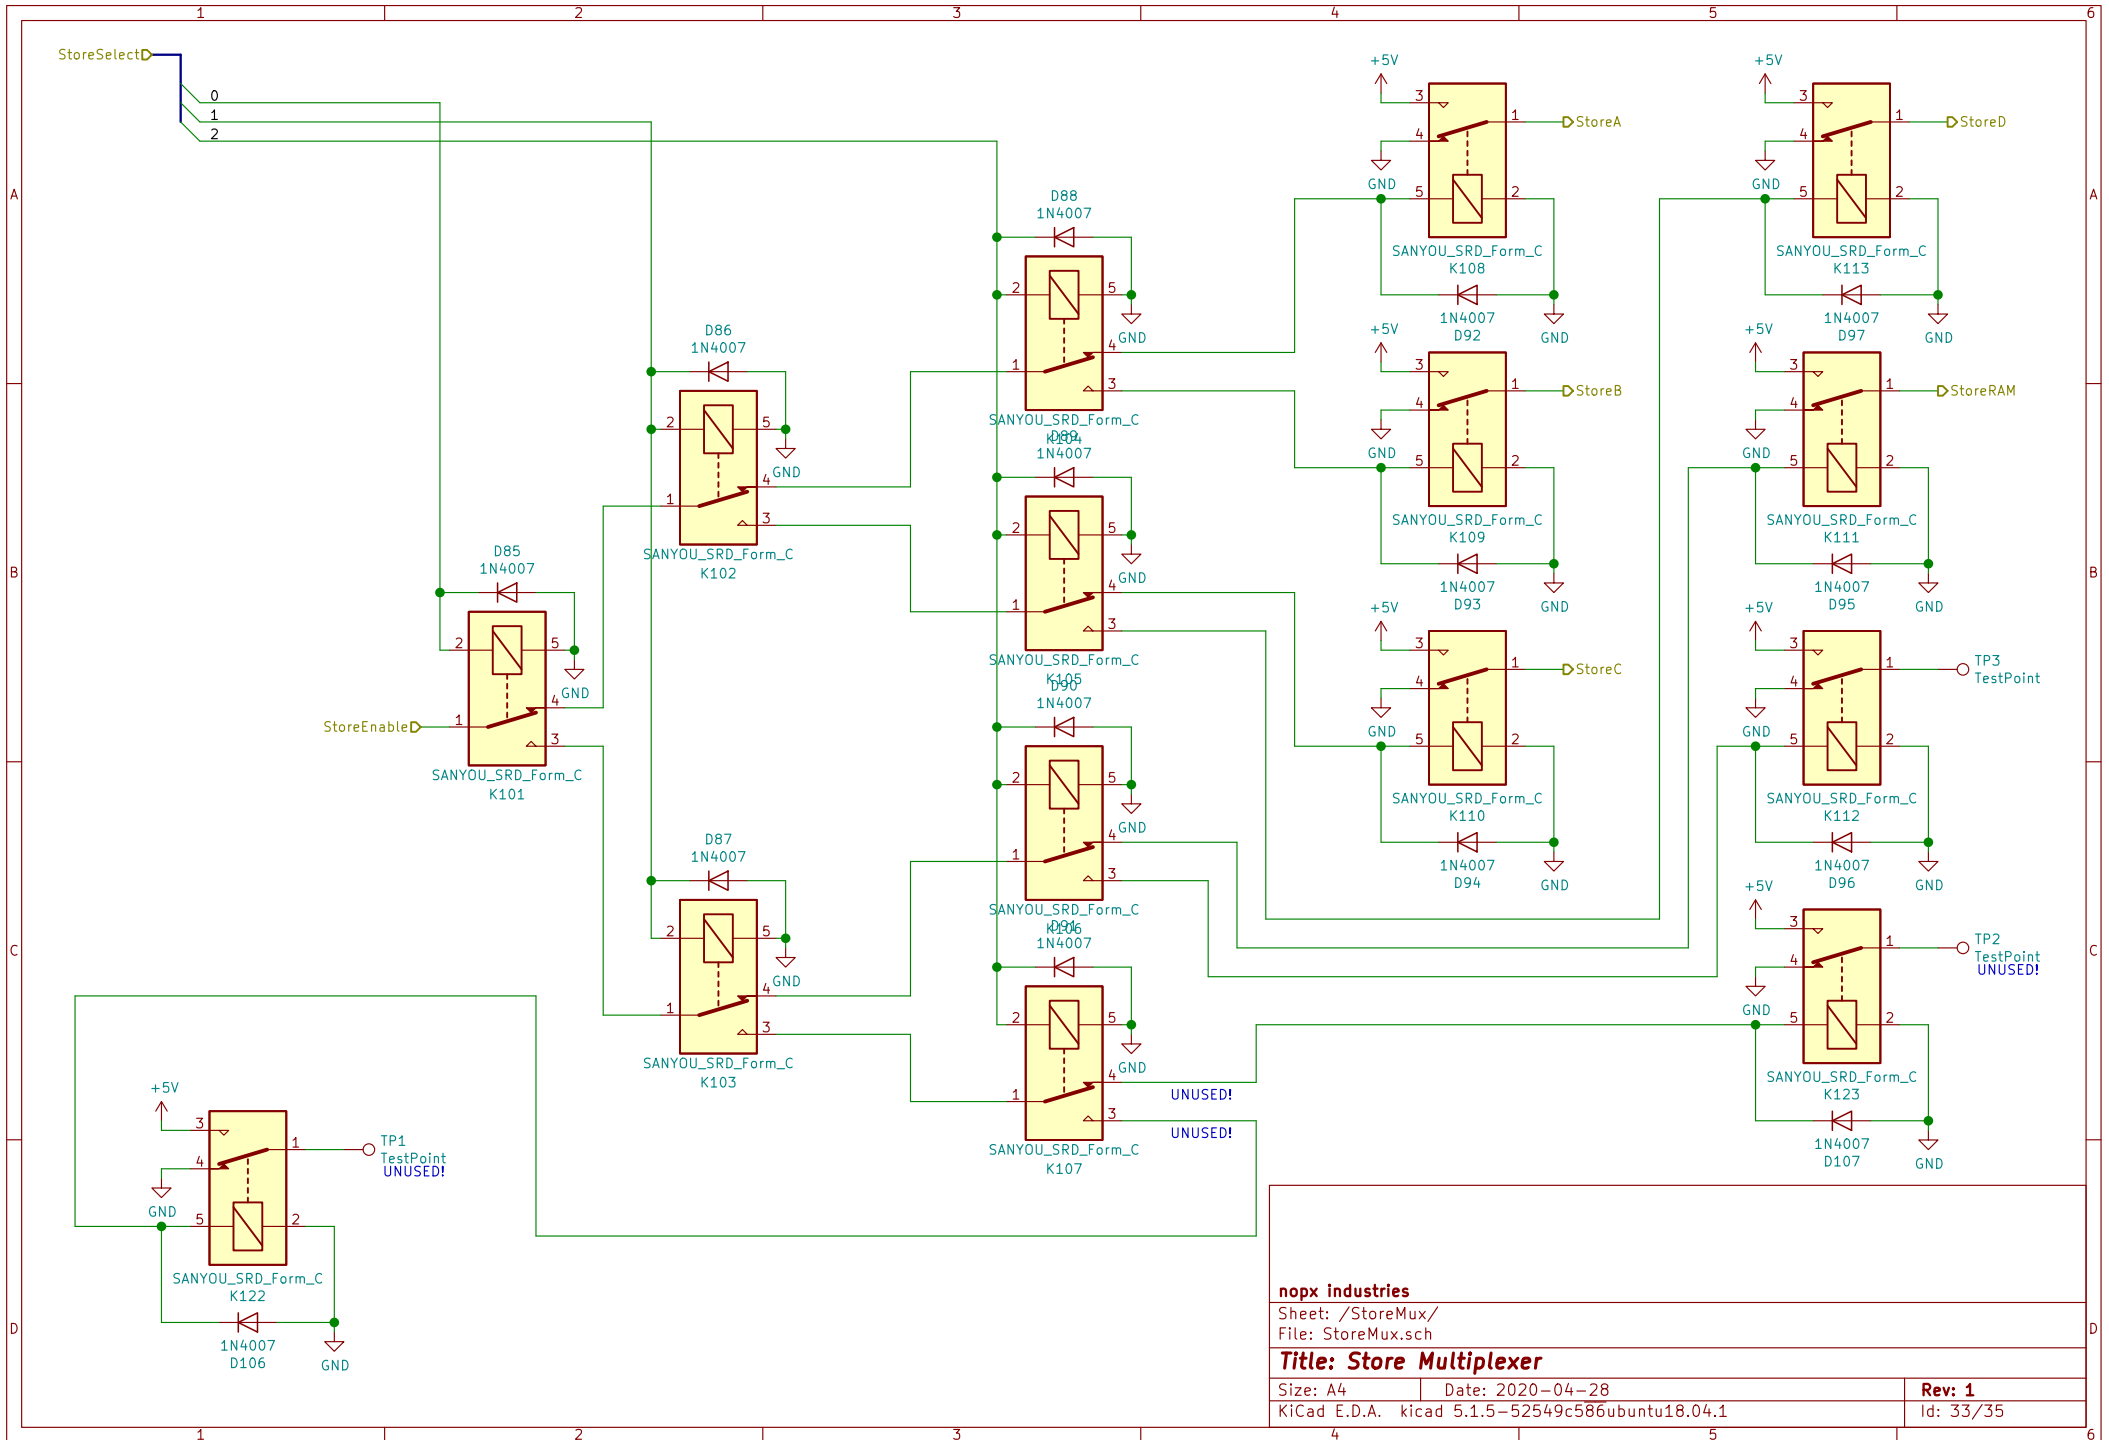 1 2 3 4 5 6
StoreSelect
0
1
2
A
B
C
D
D85
1N4007
2 5
GND
4
StoreEnable 1
3
SANYOU_SRD_Form_C
K101
D86
1N4007
2 5
GND
4
1
3
SANYOU_SRD_Form_C
K102
D87
1N4007
2 5
GND
4
1
3
SANYOU_SRD_Form_C
K103
D88
1N4007
2 5
GND
4
1
3
SANYOU_SRD_Form_C
K104
D89
1N4007
2 5
GND
4
1
3
SANYOU_SRD_Form_C
K105
D90
1N4007
2 5
GND
4
1
3
SANYOU_SRD_Form_C
K106
D91
1N4007
2 5
GND
4
UNUSED!
1
3
UNUSED!
SANYOU_SRD_Form_C
K107
+5V
3
1 StoreA
4
GND
5 2
SANYOU_SRD_Form_C
K108
1N4007
D92
GND
+5V
3
1 StoreB
4
GND
5 2
SANYOU_SRD_Form_C
K109
1N4007
D93
GND
+5V
3
1 StoreC
4
GND
5 2
SANYOU_SRD_Form_C
K110
1N4007
D94
GND
+5V
3
1 StoreD
4
GND
5 2
SANYOU_SRD_Form_C
K113
1N4007
D97
GND
+5V
3
1 StoreRAM
4
GND
5 2
SANYOU_SRD_Form_C
K111
1N4007
D95
GND
+5V
3
1
TP3
TestPoint
4
GND
5 2
SANYOU_SRD_Form_C
K112
1N4007
D96
GND
+5V
3
1
TP2
TestPoint
UNUSED!
4
GND
5 2
SANYOU_SRD_Form_C
K123
1N4007
D107
GND
+5V
3
1
TP1
TestPoint
UNUSED!
4
GND
5 2
SANYOU_SRD_Form_C
K122
1N4007
D106
GND
A
B
C
D
nopx industries
Sheet: /StoreMux/
File: StoreMux.sch
Title: Store Multiplexer
Size: A4 Date: 2020-04-28 Rev: 1
KiCad E.D.A. kicad 5.1.5-52549c586ubuntu18.04.1 Id: 33/35
1 2 3 4 5 6